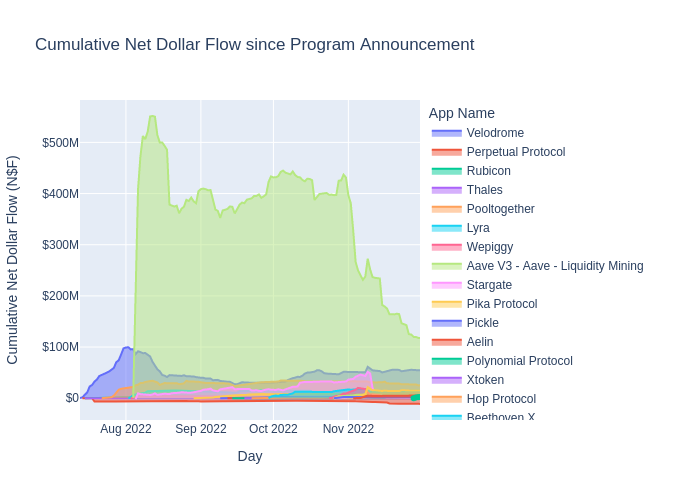 Cumulative Net Dollar Flow since Program Announcement
App Name
Velodrome
Perpetual Protocol
Rubicon
Thales
Pooltogether
Lyra
Wepiggy
Aave V3 - Aave - Liquidity Mining
Stargate
Pika Protocol
Pickle
Aelin
Polynomial Protocol
Xtoken
Hop Protocol
Beethoven X
Cumulative Net Dollar Flow (N$F)
$500M
$400M
$300M
$200M
$100M
$0
Aug 2022 Sep 2022 Oct 2022 Nov 2022
Day